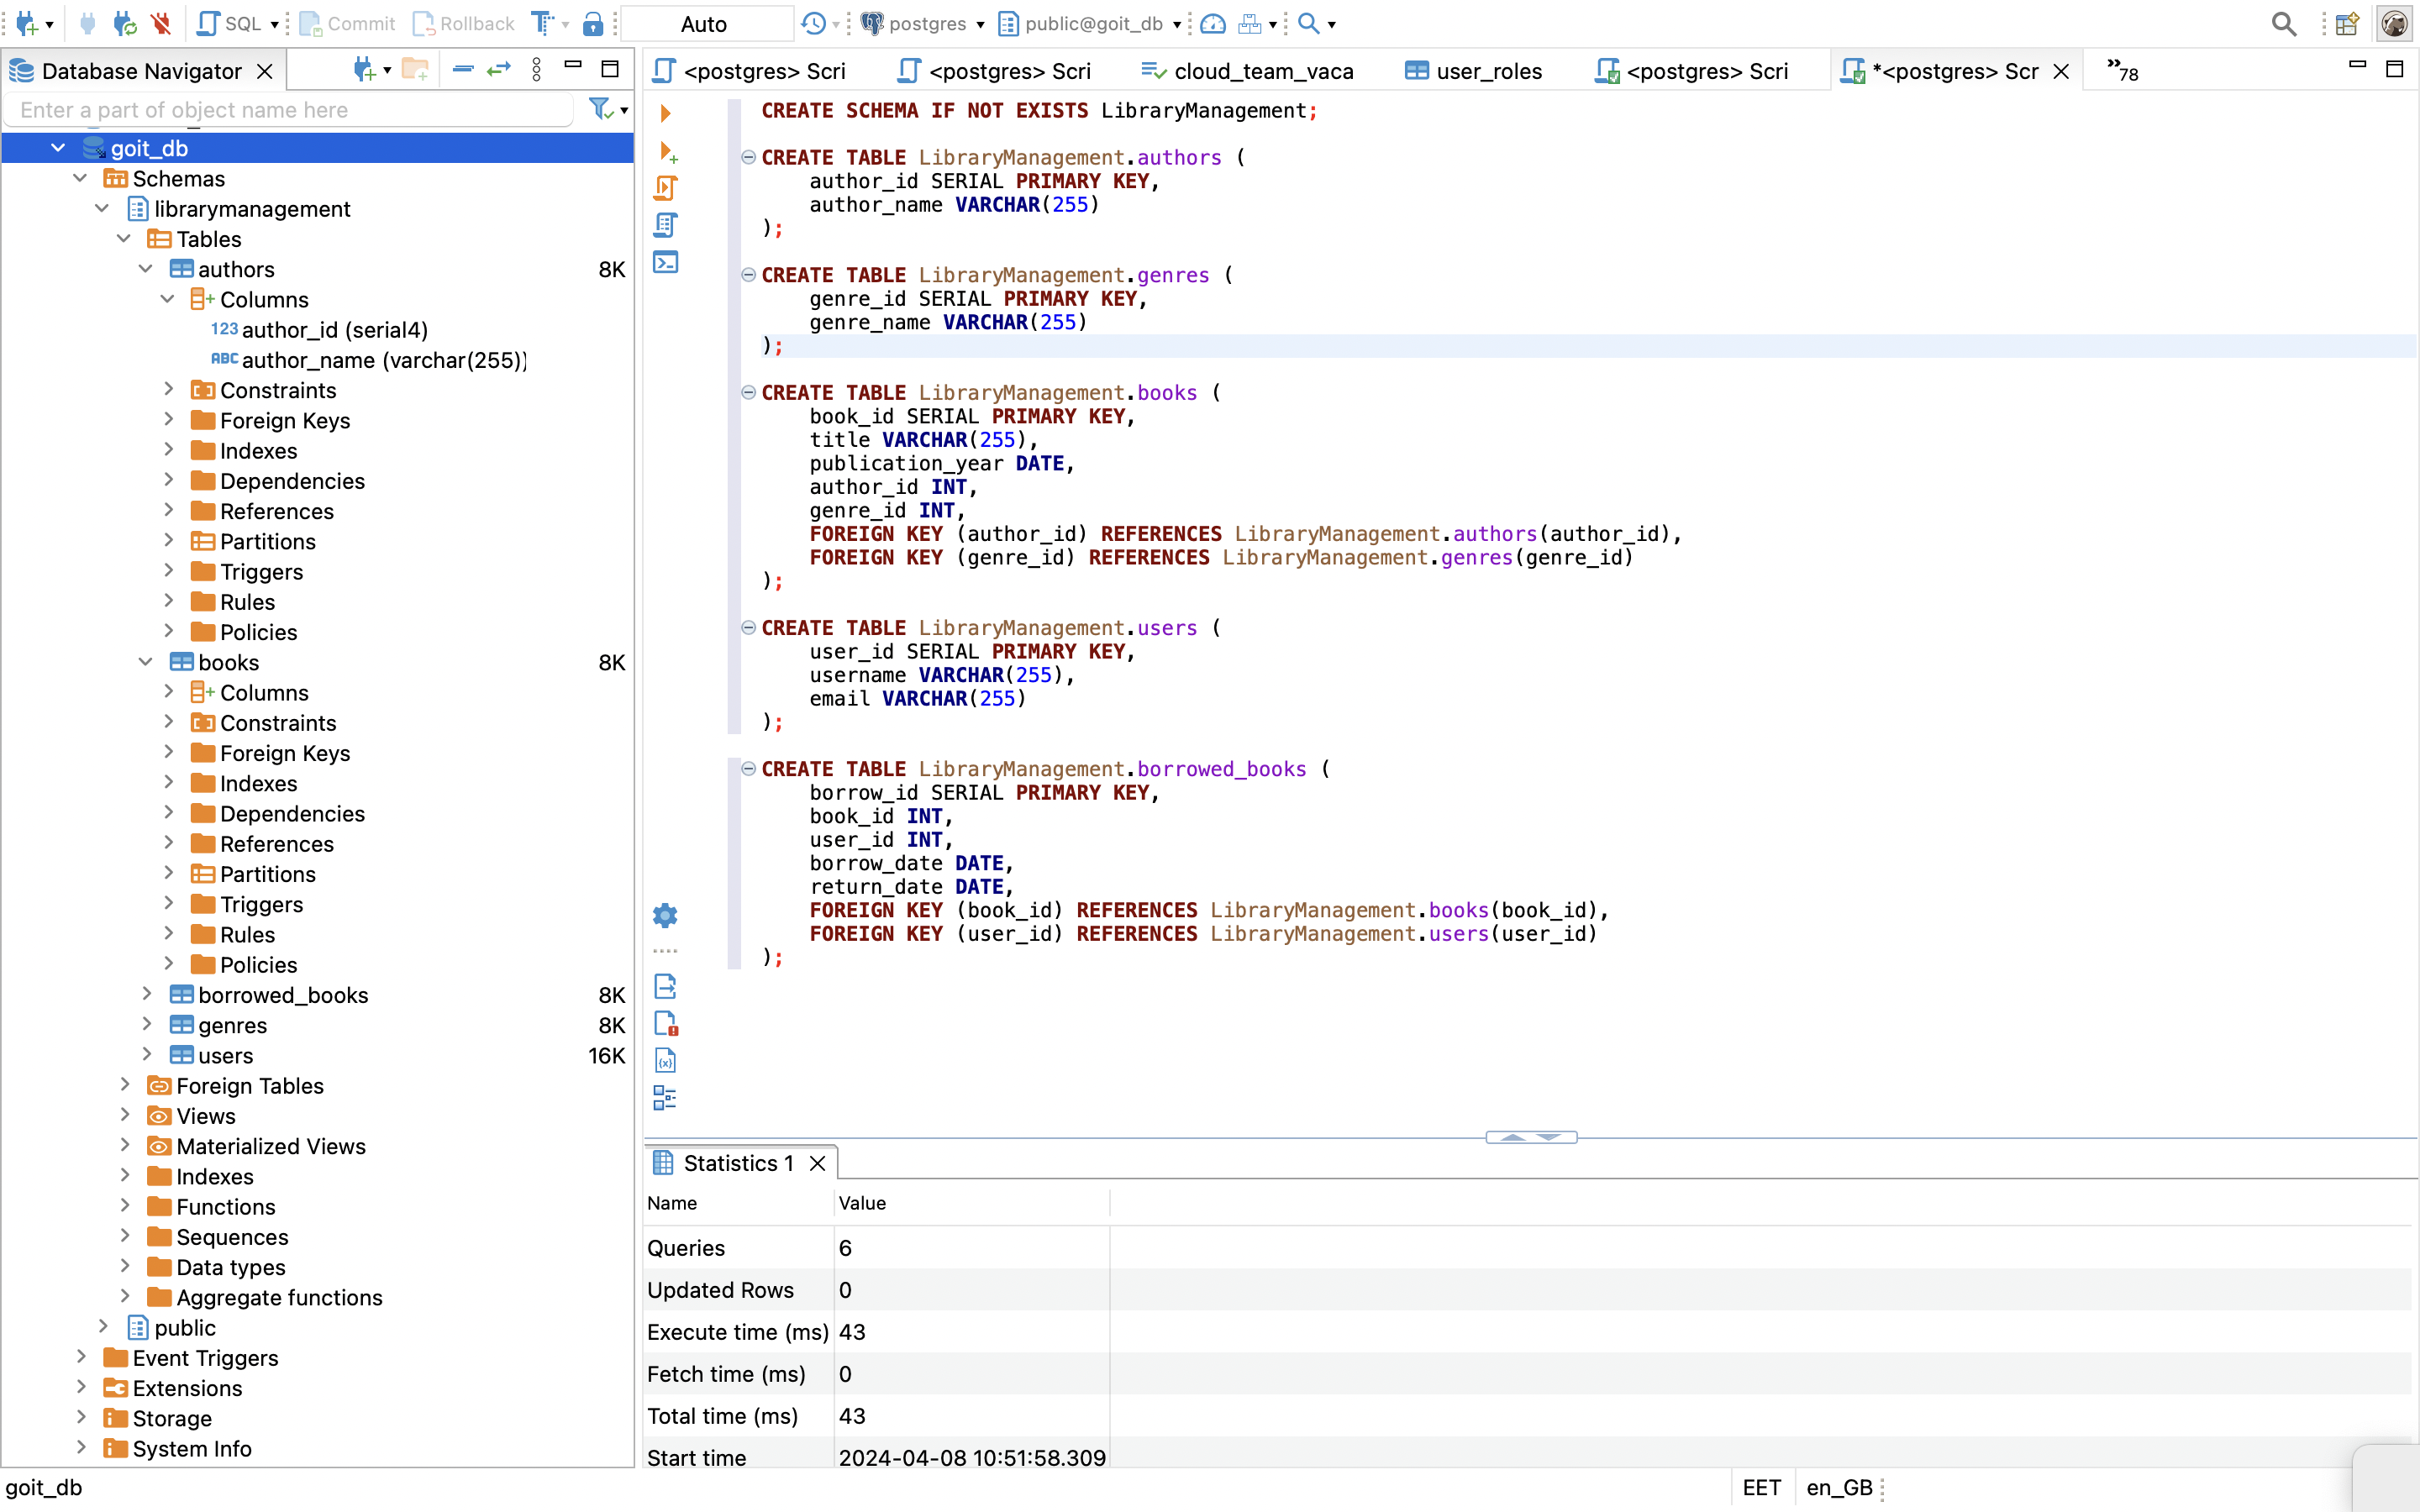 SQL
Commit
Rollback
Auto
postgres
public@goit_db
Database Navigator
Enter a part of object name here
goit_db
Schemas
librarymanagement
Tables
authors 8K
Columns
123 author_id (serial4)
ABC author_name (varchar(255))
Constraints
Foreign Keys
Indexes
Dependencies
References
Partitions
Triggers
Rules
Policies
books 8K
Columns
Constraints
Foreign Keys
Indexes
Dependencies
References
Partitions
Triggers
Rules
Policies
borrowed_books 8K
genres 8K
users 16K
Foreign Tables
Views
Materialized Views
Indexes
Functions
Sequences
Data types
Aggregate functions
public
Event Triggers
Extensions
Storage
System Info
<postgres> Scri
<postgres> Scri
cloud_team_vaca
user_roles
<postgres> Scri
*<postgres> Scr
»78
CREATE SCHEMA IF NOT EXISTS LibraryManagement;
CREATE TABLE LibraryManagement.authors (
author_id SERIAL PRIMARY KEY,
author_name VARCHAR(255)
);
CREATE TABLE LibraryManagement.genres (
genre_id SERIAL PRIMARY KEY,
genre_name VARCHAR(255)
);
CREATE TABLE LibraryManagement.books (
book_id SERIAL PRIMARY KEY,
title VARCHAR(255),
publication_year DATE,
author_id INT,
genre_id INT,
FOREIGN KEY (author_id) REFERENCES LibraryManagement.authors(author_id),
FOREIGN KEY (genre_id) REFERENCES LibraryManagement.genres(genre_id)
);
CREATE TABLE LibraryManagement.users (
user_id SERIAL PRIMARY KEY,
username VARCHAR(255),
email VARCHAR(255)
);
CREATE TABLE LibraryManagement.borrowed_books (
borrow_id SERIAL PRIMARY KEY,
book_id INT,
user_id INT,
borrow_date DATE,
return_date DATE,
FOREIGN KEY (book_id) REFERENCES LibraryManagement.books(book_id),
FOREIGN KEY (user_id) REFERENCES LibraryManagement.users(user_id)
);
Statistics 1
Name Value
Queries 6
Updated Rows 0
Execute time (ms) 43
Fetch time (ms) 0
Total time (ms) 43
Start time 2024-04-08 10:51:58.309
goit_db
EET
en_GB